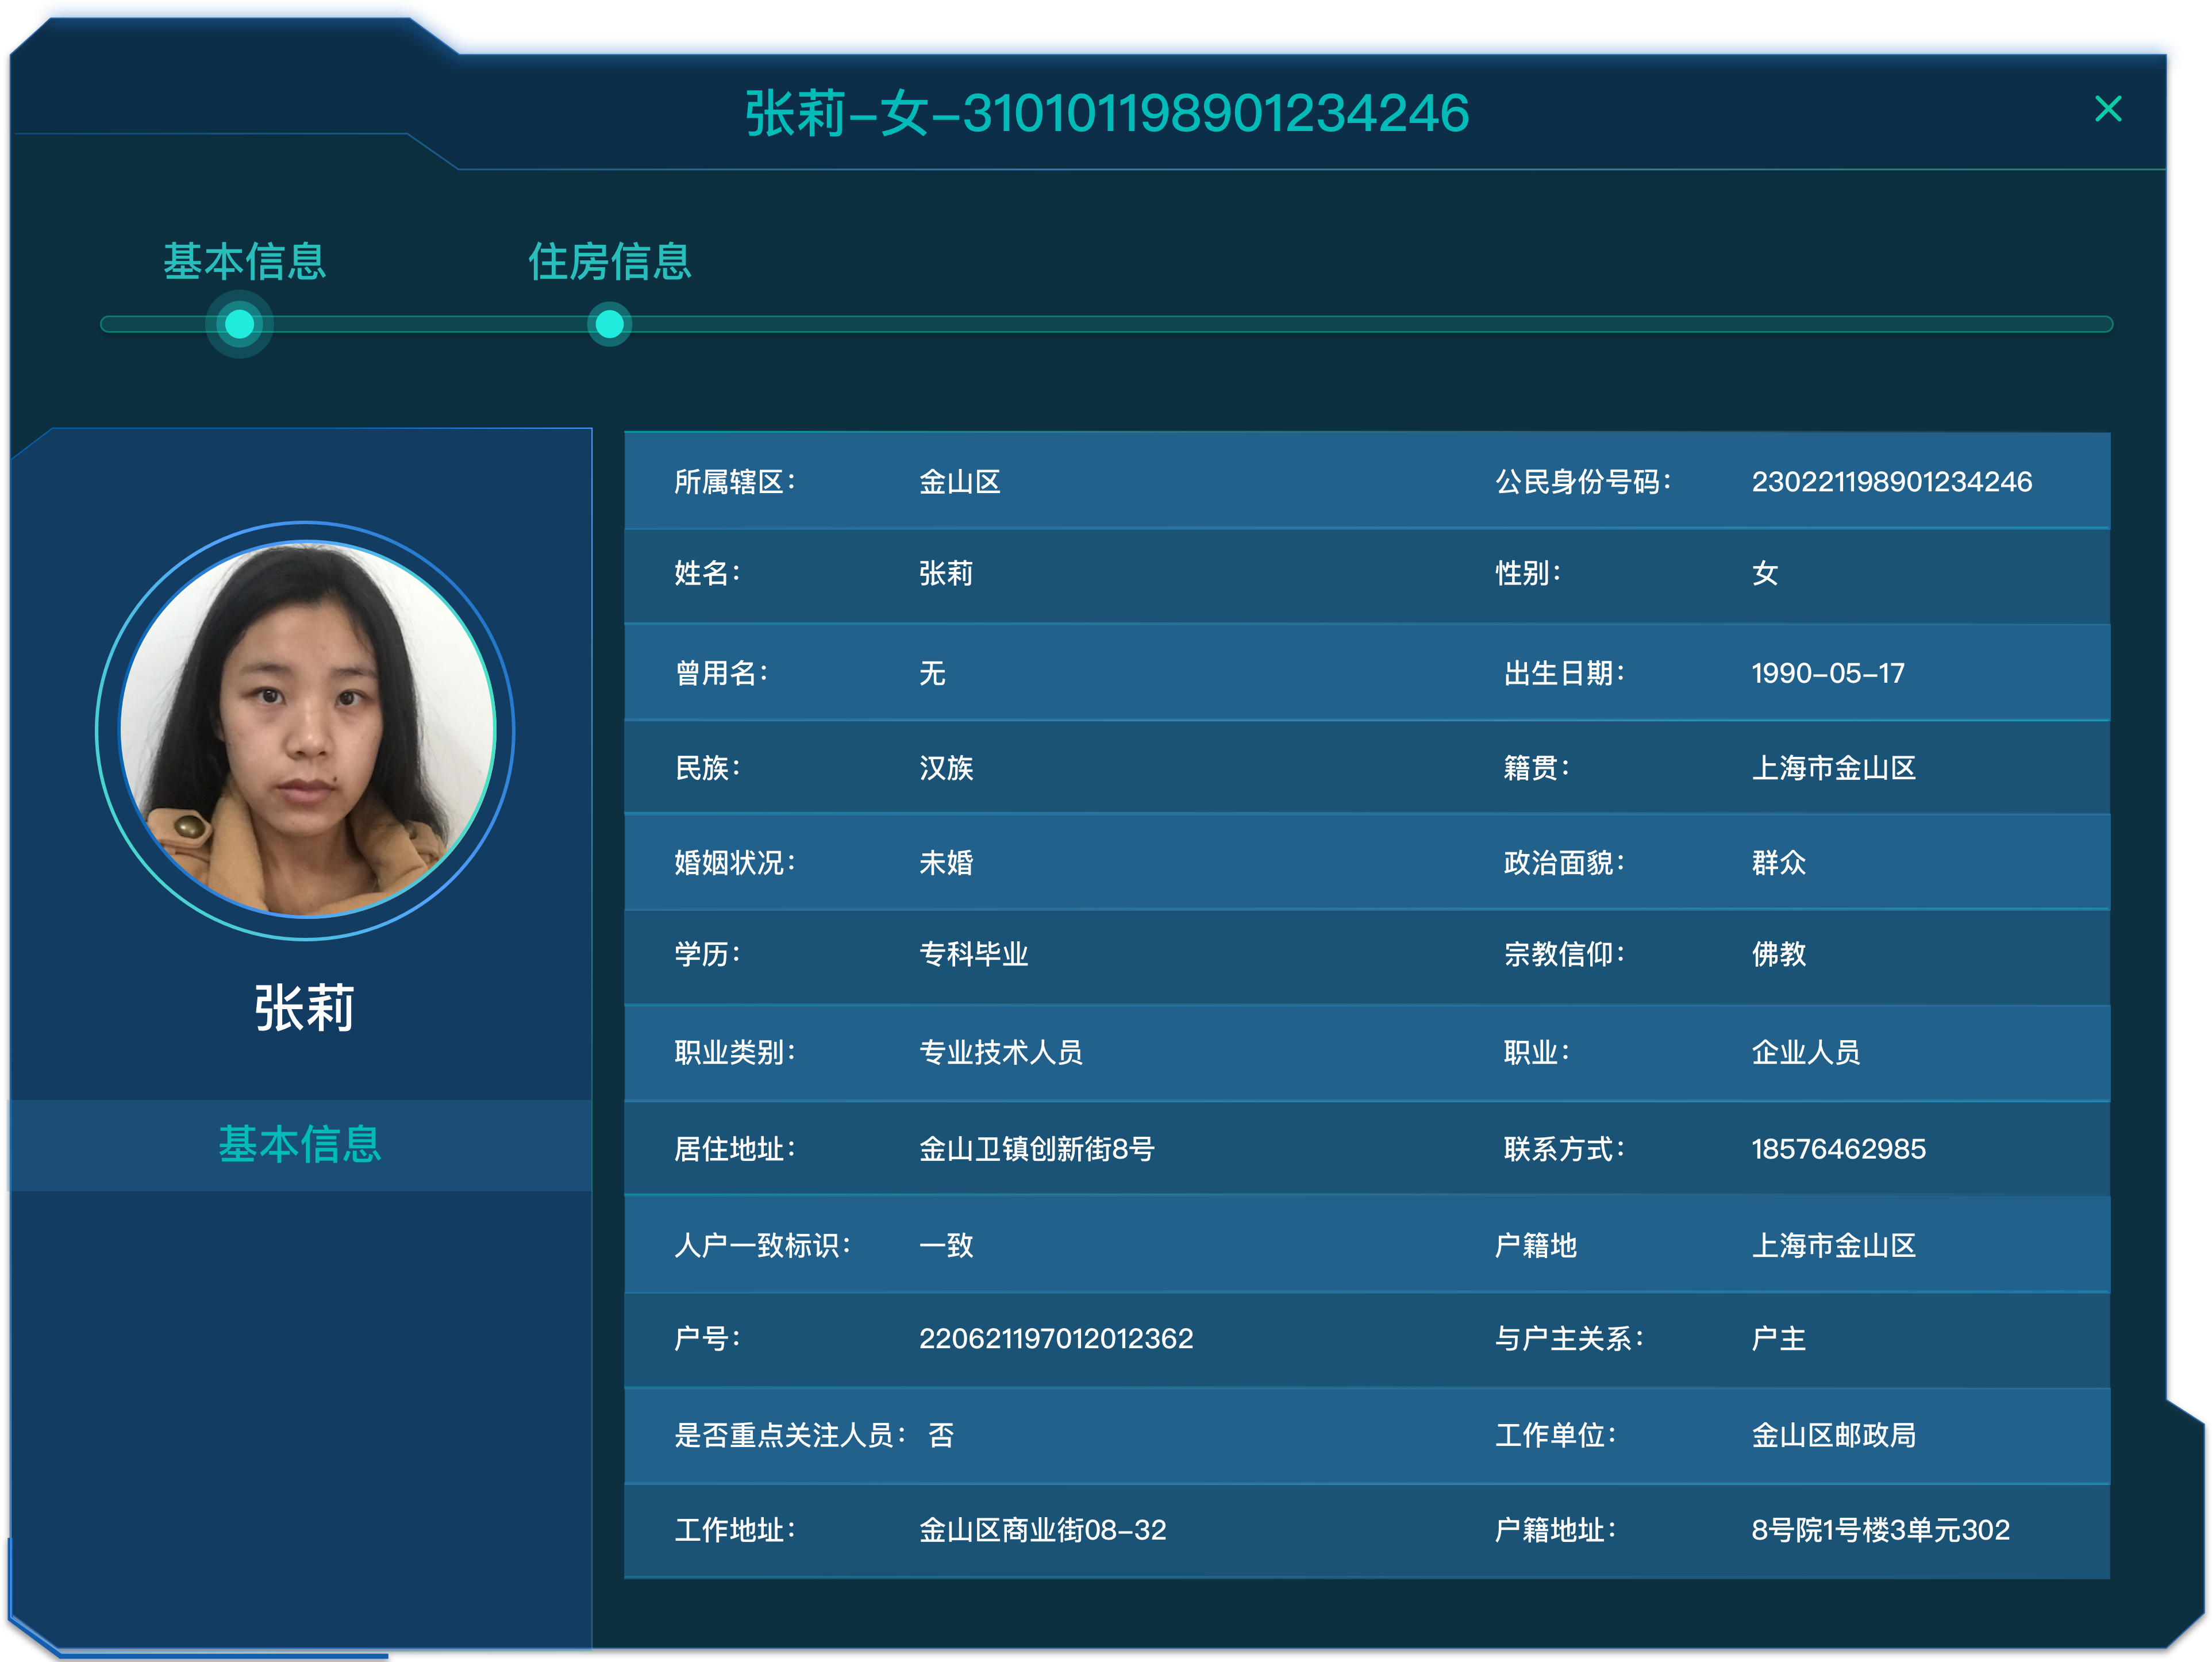 张莉-女-310101198901234246
基本信息 住房信息
张莉
基本信息
所属辖区: 金山区 公民身份号码: 230221198901234246
姓名: 张莉 性别: 女
曾用名: 无 出生日期: 1990-05-17
民族: 汉族 籍贯: 上海市金山区
婚姻状况: 未婚 政治面貌: 群众
学历: 专科毕业 宗教信仰: 佛教
职业类别: 专业技术人员 职业: 企业人员
居住地址: 金山卫镇创新街8号 联系方式: 18576462985
人户一致标识: 一致 户籍地 上海市金山区
户号: 220621197012012362 与户主关系: 户主
是否重点关注人员: 否 工作单位: 金山区邮政局
工作地址: 金山区商业街08-32 户籍地址: 8号院1号楼3单元302